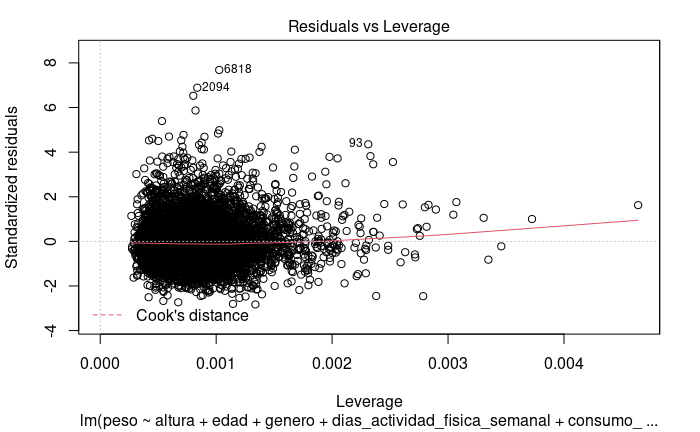 Residuals vs Leverage
8
6
4
2
0
-2
-4
Standardized residuals
6818
2094
93
Cook's distance
0.000 0.001 0.002 0.003 0.004
Leverage
lm(peso ~ altura + edad + genero + dias_actividad_fisica_semanal + consumo_ ...